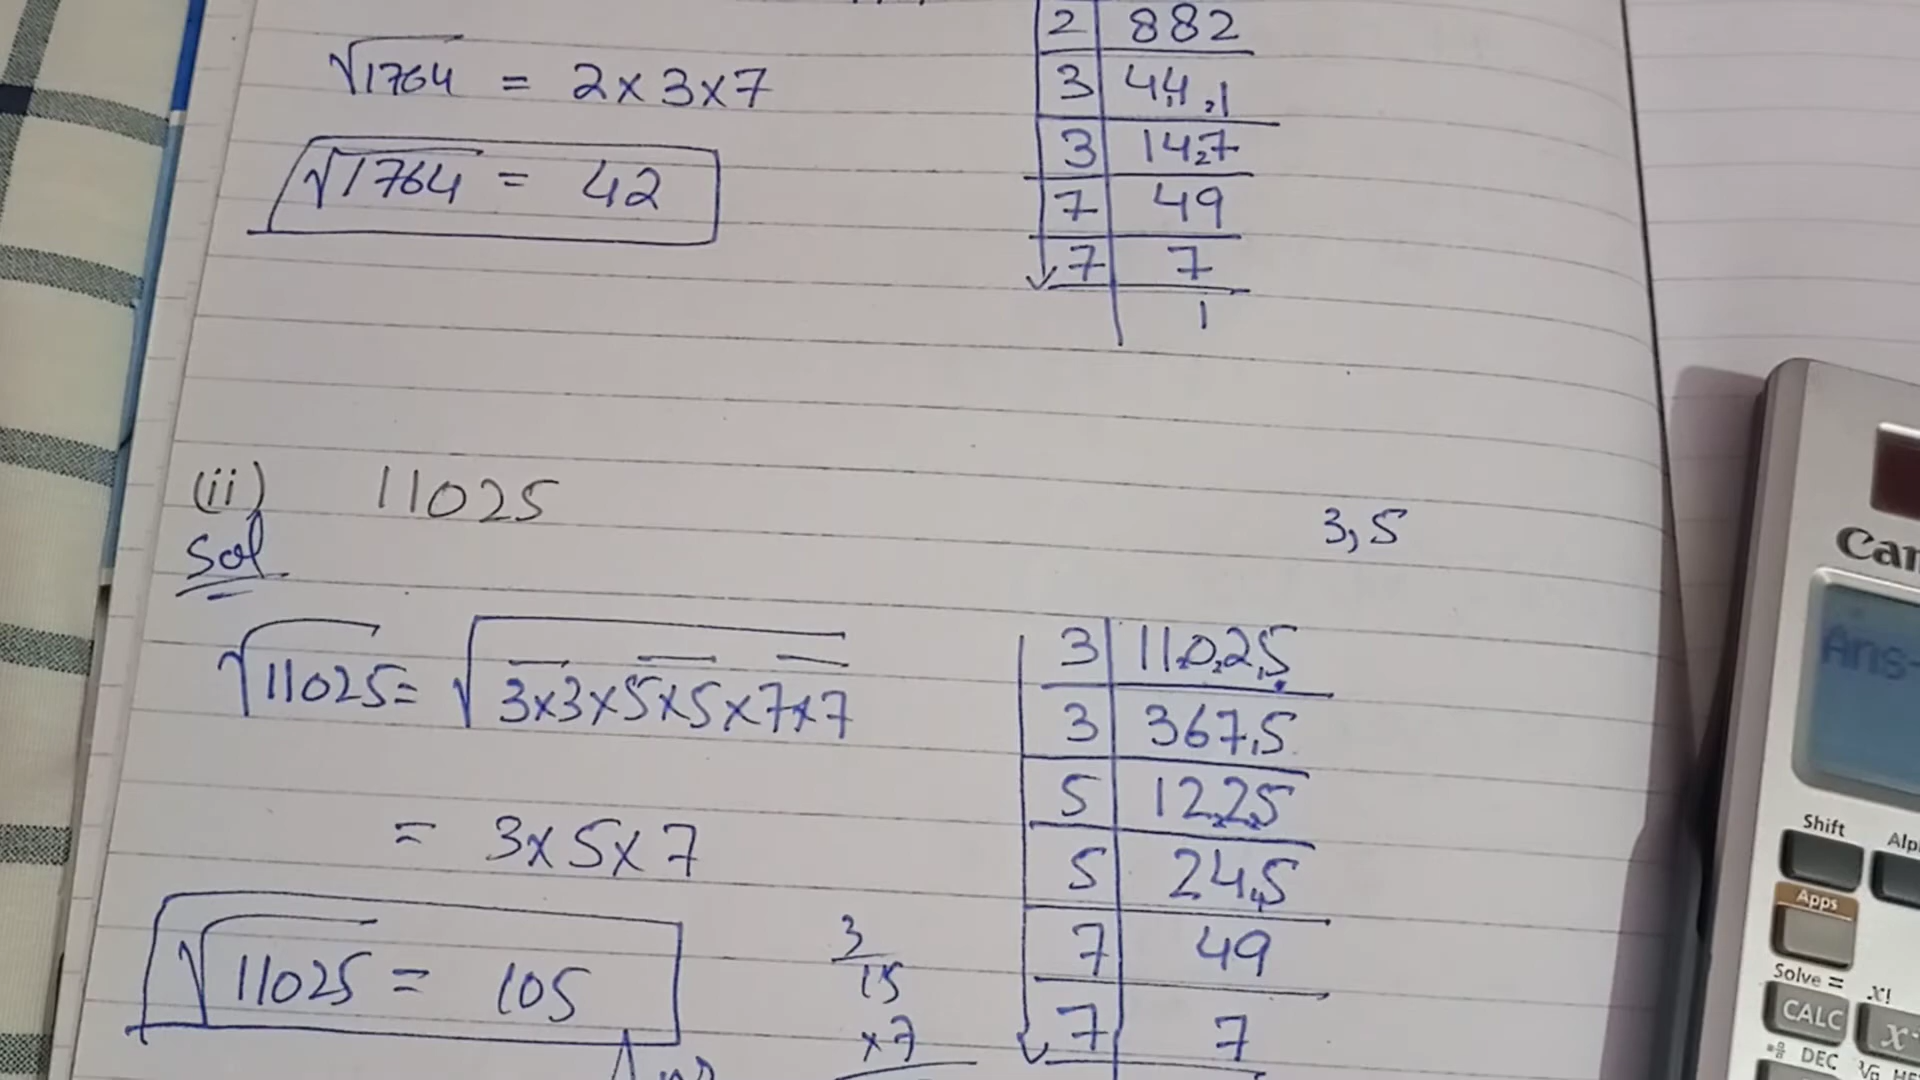 √1764 = 2×3×7
√1764 = 42
2 | 882
3 | 441
3 | 147
7 | 49
7 | 7
1
(ii) 11025
3,5
Sol
√11025 = √3×3×5×5×7×7
= 3×5×7
√11025 = 105
3 | 11025
3 | 3675
5 | 1225
5 | 245
7 | 49
7 | 7
3
15
×7
Can
Ans
Shift
Apps
Solve = x!
CALC
DEC